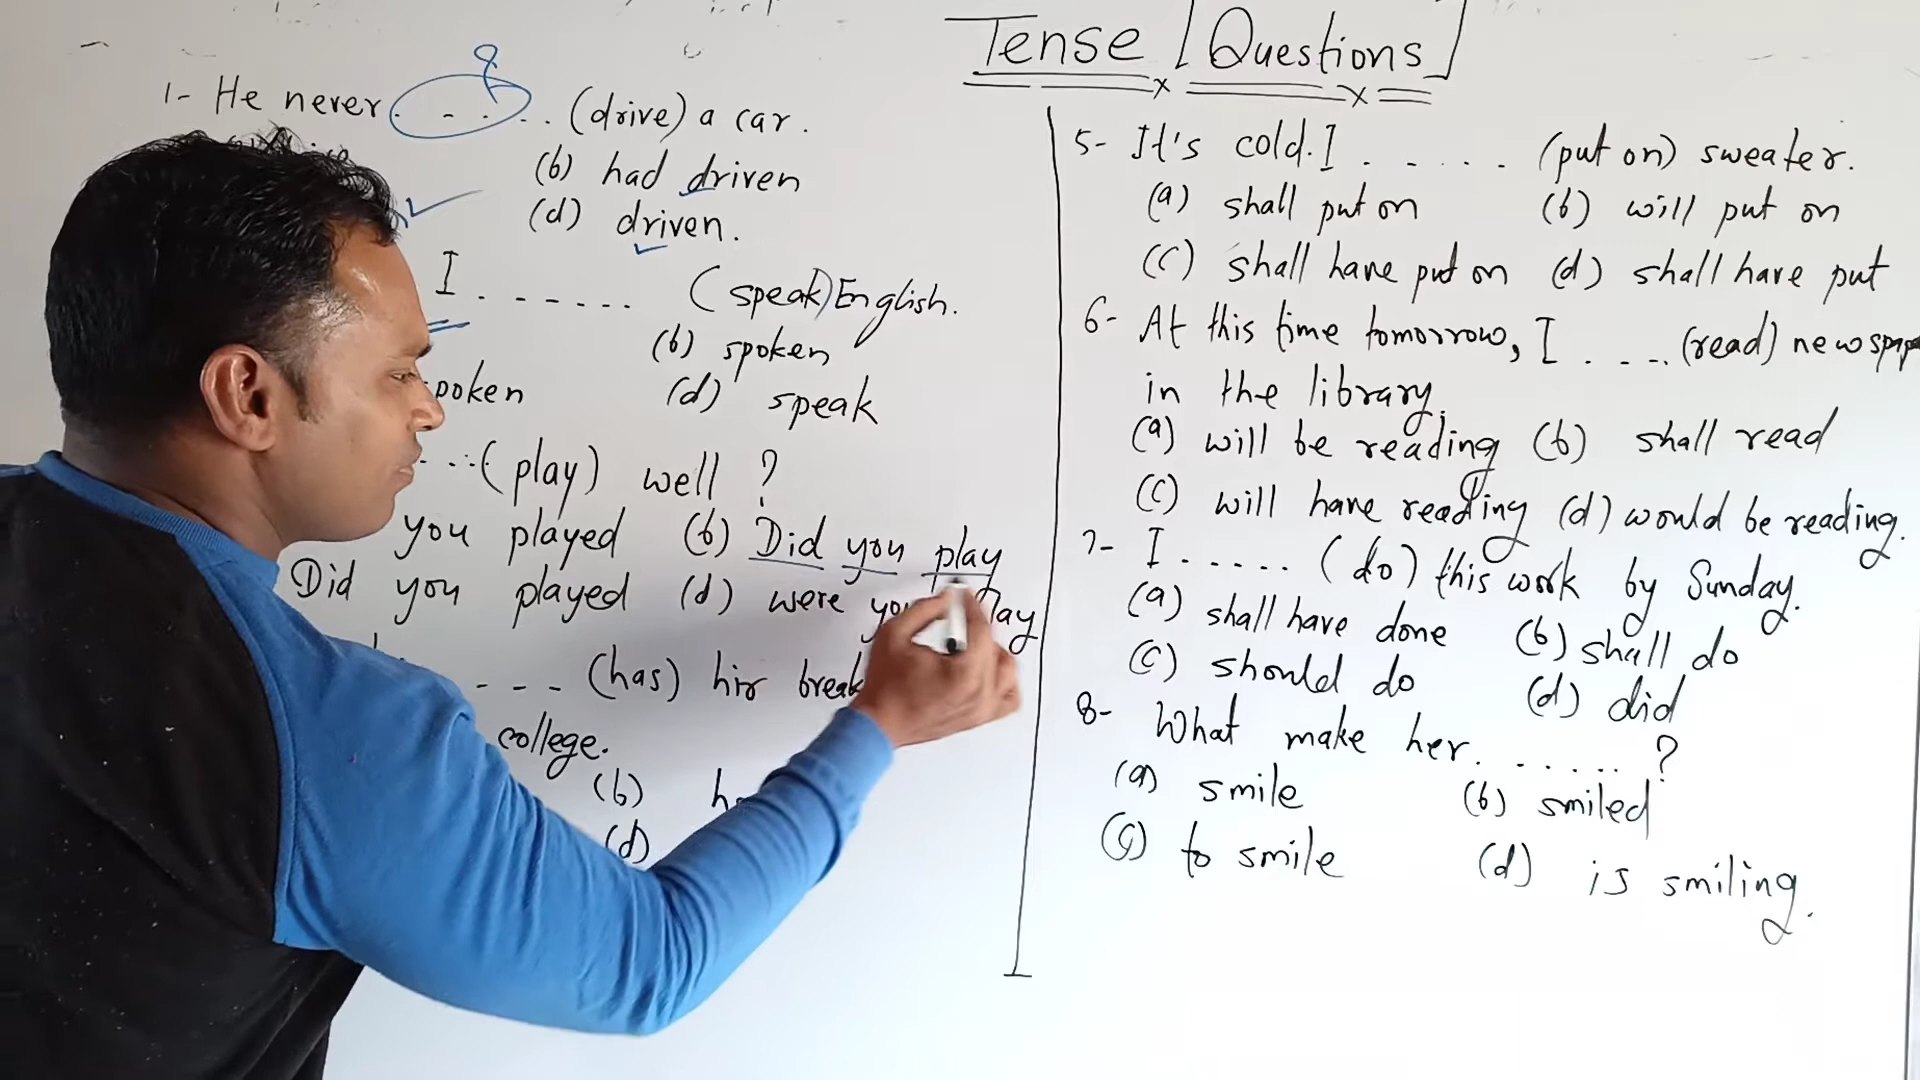 Tense [Questions]
1- He never . - . . . . (drive) a car.
(b) had driven
(d) driven.
I . - - - - - . (speak) English.
(b) spoken
poken (d) speak
(play) well ?
you played (b) Did you play
Did you played (d) were you play
- - - (has) his break
college.
(b)
(d)
5- It's cold. I . - . - . . (put on) sweater.
(a) shall put on (b) will put on
(c) shall have put on (d) shall have put
6- At this time tomorrow, I . - - . (read) newspap
in the library.
(a) will be reading (b) shall read
(c) will have reading (d) would be reading.
7- I . . - . . . (do) this work by Sunday.
(a) shall have done (b) shall do
(c) should do (d) did
8- What make her . . . . . . . ?
(a) smile (b) smiled
(c) to smile (d) is smiling.